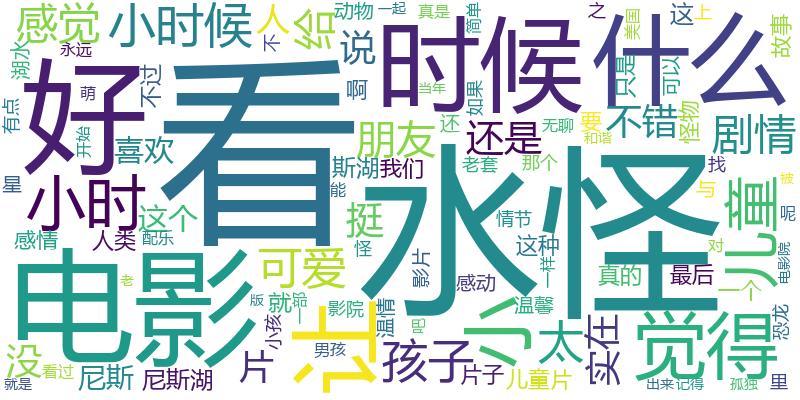 感觉
小时候
人
给
动物
一起
真是
简单
之
这
美国
上
故事
湖水
永远
不
说
时候
什么
只是
可以
好
看
不过
啊
当年
如果
有点
萌
开始
喜欢
朋友
还
还是
无聊
要
不错
怪物
剧情
和谐
星
小时
这个
斯湖
我们
老套
那个
找
与
被
能
挺
水怪
儿童
呢
感情
人类
配乐
怪
情节
这种
对
电影院
电影
可爱
影片
感动
一样
真的
最后
一个
老
版
就
小孩
一部
影院
温情
让
吧
温馨
小
太
实在
觉得
恐龙
没
看过
尼斯
尼斯湖
片
男孩
孩子
片子
儿童片
里
就是
出来
记得
孤独